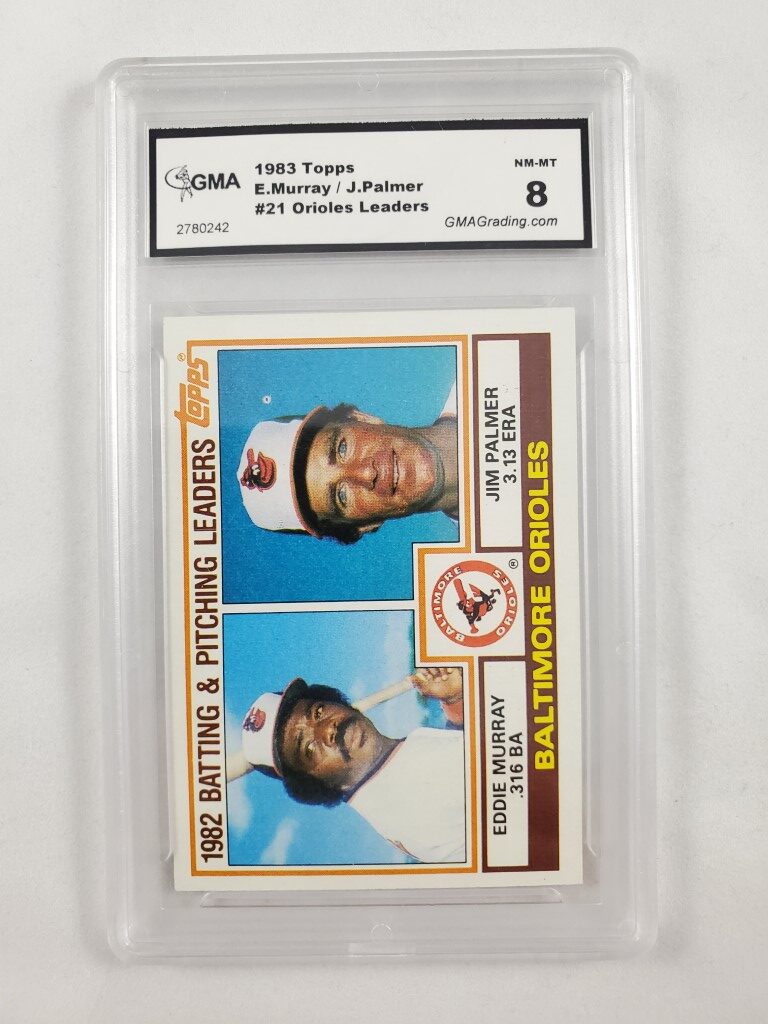 GMA
1983 Topps
E.Murray / J.Palmer
#21 Orioles Leaders
2780242
NM-MT
8
GMAGrading.com
1982 BATTING & PITCHING LEADERS
topps®
EDDIE MURRAY
.316 BA
BALTIMORE
ORIOLES
®
JIM PALMER
3.13 ERA
BALTIMORE ORIOLES